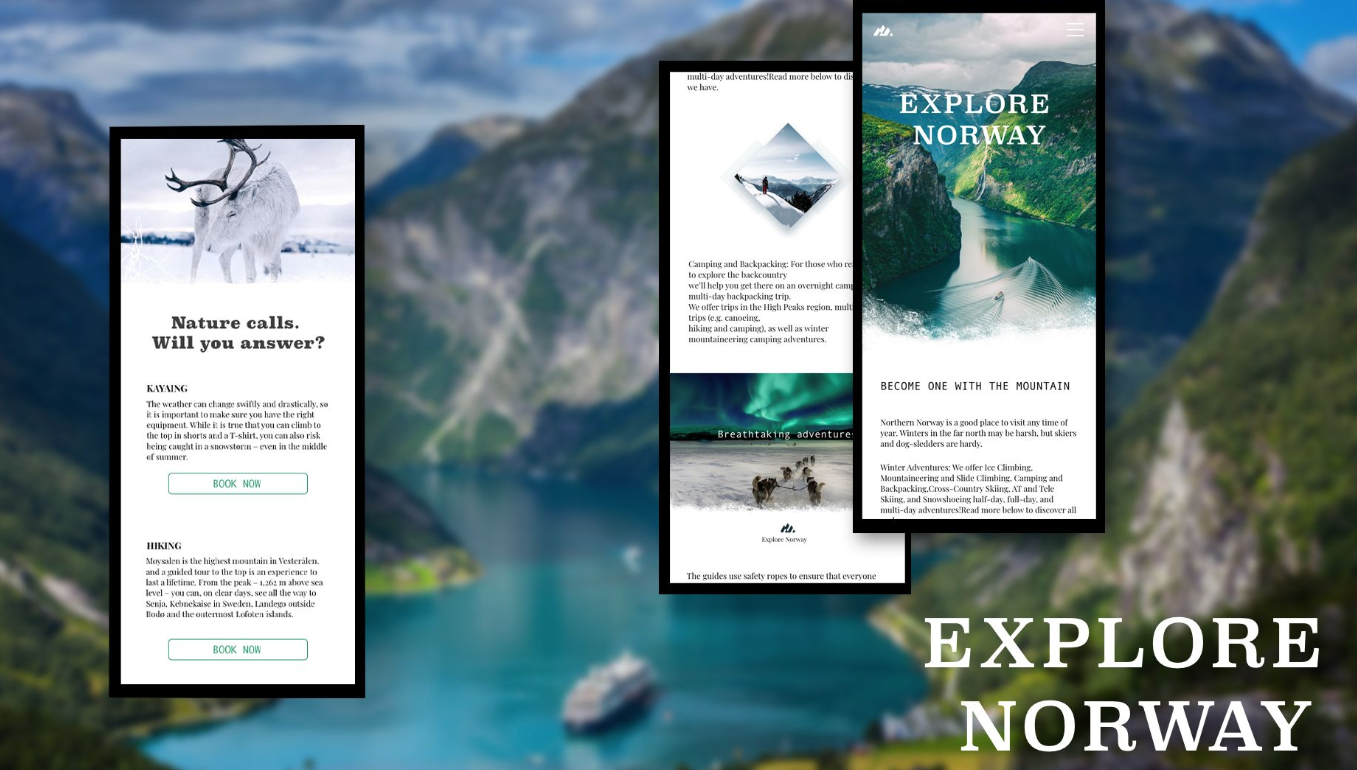 Nature calls.
Will you answer?
KAYAING
The weather can change swiftly and drastically, so
it is important to make sure you have the right
equipment. While it is true that you can climb to
the top in shorts and a T-shirt, you can also risk
being caught in a snowstorm – even in the middle
of summer.
BOOK NOW
HIKING
Møysalen is the highest mountain in Vesterålen,
and a guided tour to the top is an experience to
last a lifetime. From the peak – 1,262 m above sea
level – you can, on clear days, see all the way to
Senja, Kebnekaise in Sweden, Landego outside
Bodø and the outermost Lofoten islands.
BOOK NOW
multi-day adventures!Read more below to dis
we have.
Camping and Backpacking: For those who re
to explore the backcountry
we'll help you get there on an overnight camp
multi-day backpacking trip.
We offer trips in the High Peaks region, mult
trips (e.g. canoeing,
hiking and camping), as well as winter
mountaineering camping adventures.
Breathtaking adventures
Explore Norway
The guides use safety ropes to ensure that everyone
EXPLORE
NORWAY
BECOME ONE WITH THE MOUNTAIN
Northern Norway is a good place to visit any time of
year. Winters in the far north may be harsh, but skiers
and dog-sledders are hardy.
Winter Adventures: We offer Ice Climbing,
Mountaineering and Slide Climbing, Camping and
Backpacking,Cross-Country Skiing, AT and Tele
Skiing, and Snowshoeing half-day, full-day, and
multi-day adventures!Read more below to discover all
EXPLORE
NORWAY